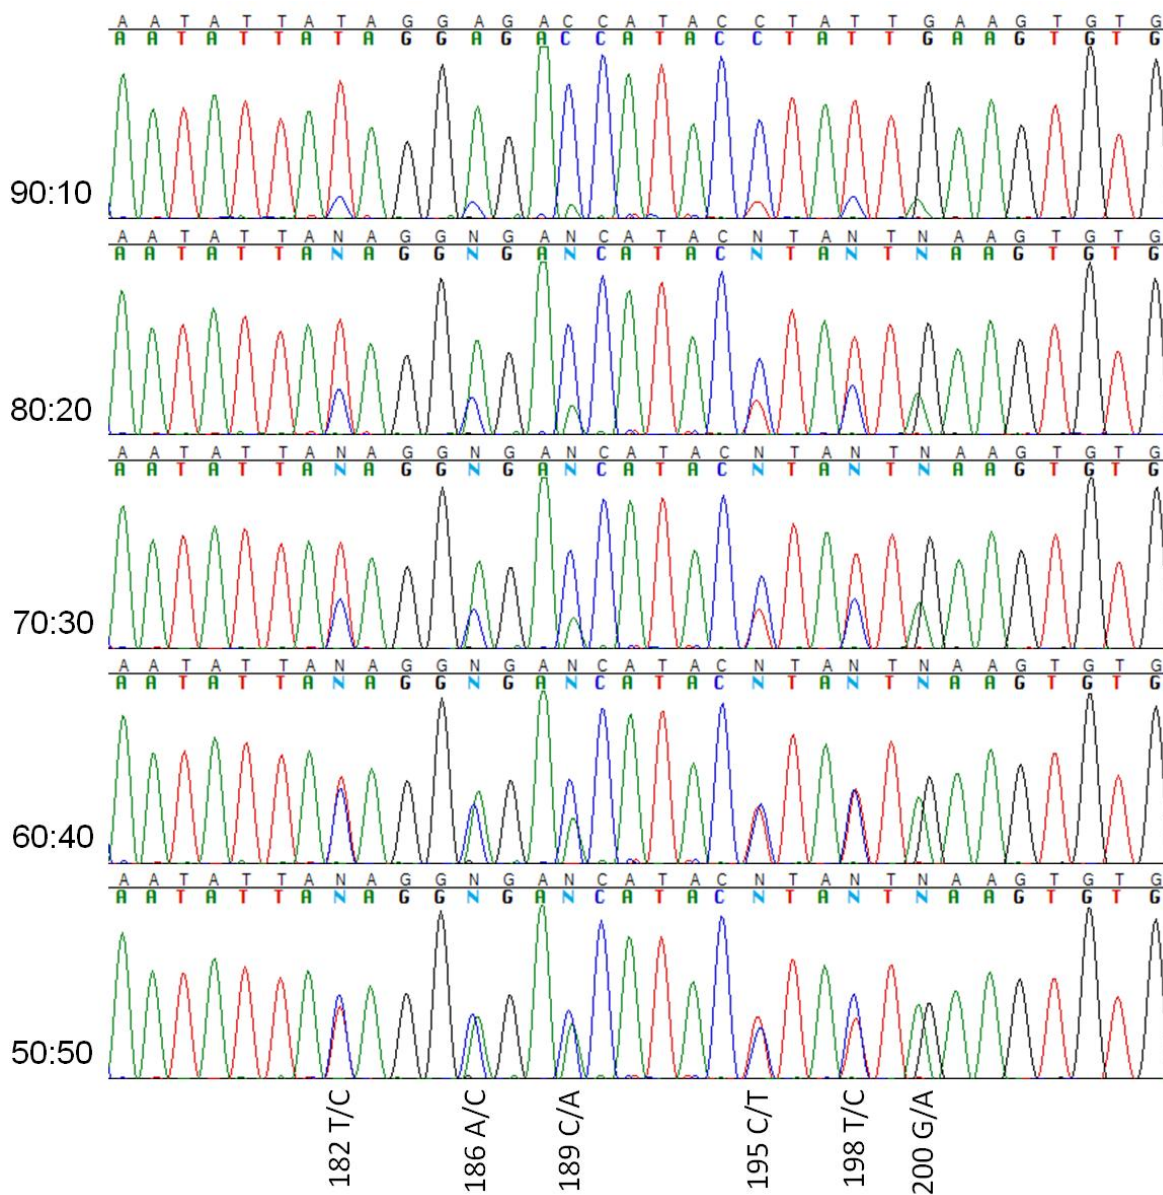 A A T A T T A T A G G A G A C C A T A C C T A T T G A A G T G T G
A A T A T T A T A G G A G A C C A T A C C T A T T G A A G T G T G
90:10
A A T A T T A N A G G N G A N C A T A C N T A N T N A A G T G T G
A A T A T T A N A G G N G A N C A T A C N T A N T N A A G T G T G
80:20
A A T A T T A N A G G N G A N C A T A C N T A N T N A A G T G T G
A A T A T T A N A G G N G A N C A T A C N T A N T N A A G T G T G
70:30
A A T A T T A N A G G N G A N C A T A C N T A N T N A A G T G T G
A A T A T T A N A G G N G A N C A T A C N T A N T N A A G T G T G
60:40
A A T A T T A N A G G N G A N C A T A C N T A N T N A A G T G T G
A A T A T T A N A G G N G A N C A T A C N T A N T N A A G T G T G
50:50
182 T/C
186 A/C
189 C/A
195 C/T
198 T/C
200 G/A